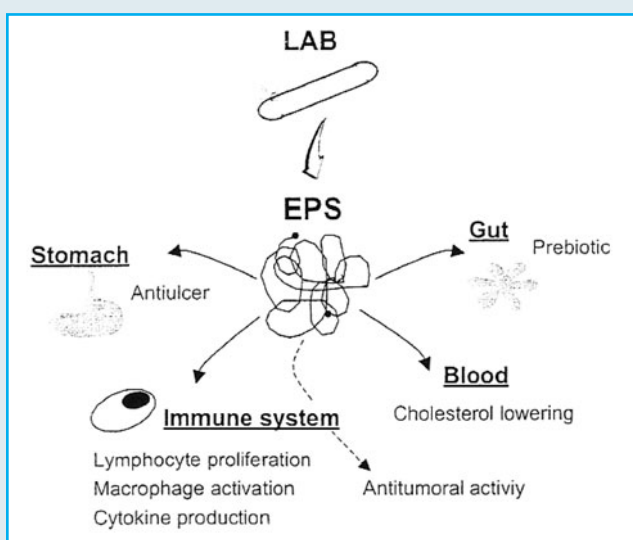 LAB
EPS
Stomach
Antiulcer
Gut
Prebiotic
Immune system
Lymphocyte proliferation
Macrophage activation
Cytokine production
Blood
Cholesterol lowering
Antitumoral activiy